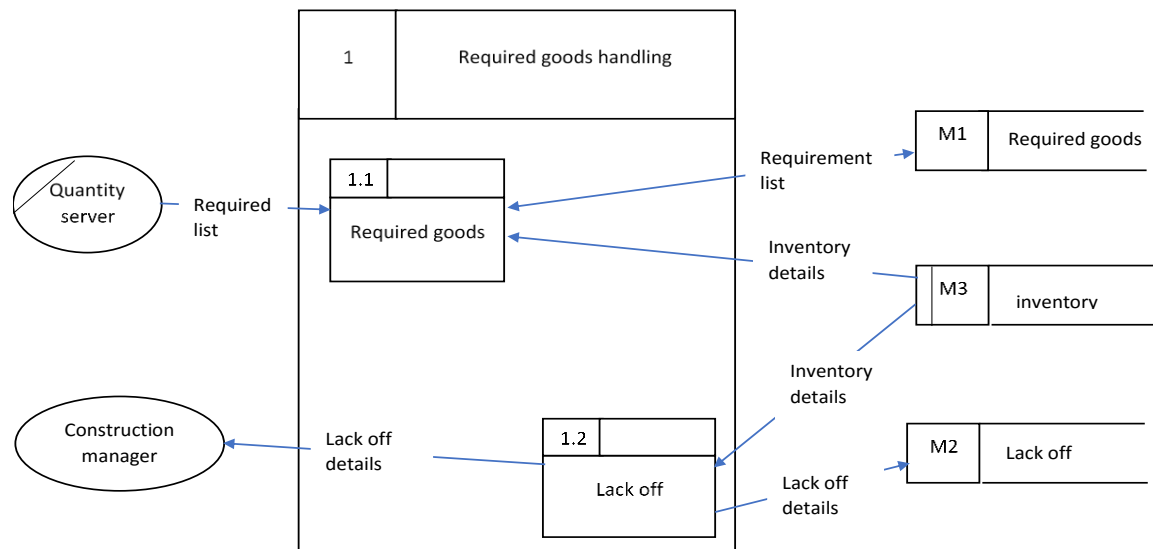 1
Required goods handling
M1
Required goods
Requirement
list
1.1
Quantity
server
Required
list
Required goods
Inventory
details
M3
inventory
Inventory
details
Construction
manager
Lack off
details
1.2
Lack off
M2
Lack off
Lack off
details